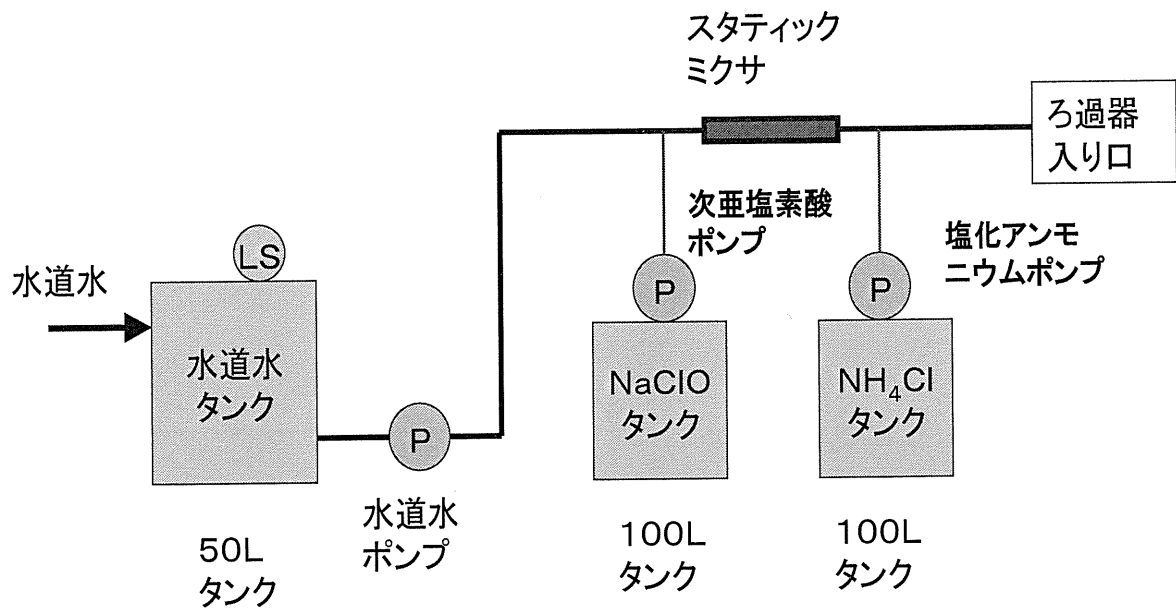 スタティック
ミクサ
ろ過器
入り口
次亜塩素酸
ポンプ
塩化アンモ
ニウムポンプ
水道水
LS
水道水
タンク
P
P
P
NaClO
タンク
NH₄Cl
タンク
水道水
ポンプ
50L
タンク
100L
タンク
100L
タンク